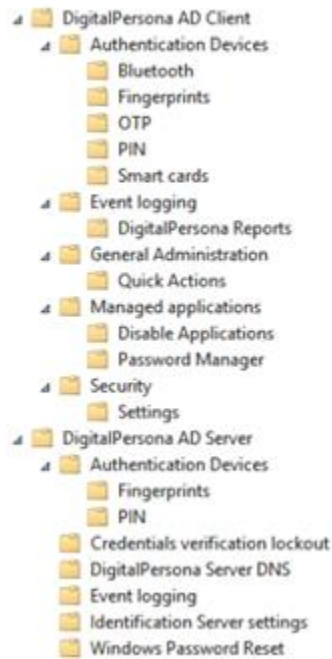 DigitalPersona AD Client
Authentication Devices
Bluetooth
Fingerprints
OTP
PIN
Smart cards
Event logging
DigitalPersona Reports
General Administration
Quick Actions
Managed applications
Disable Applications
Password Manager
Security
Settings
DigitalPersona AD Server
Authentication Devices
Fingerprints
PIN
Credentials verification lockout
DigitalPersona Server DNS
Event logging
Identification Server settings
Windows Password Reset